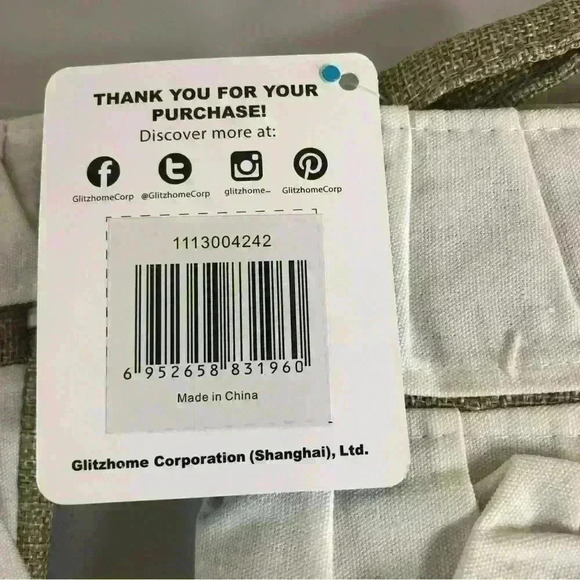 THANK YOU FOR YOUR
PURCHASE!
Discover more at:
GlitzhomeCorp @GlitzhomeCorp glitzhome_ GlitzhomeCorp
1113004242
6 952658 831960
Made in China
Glitzhome Corporation (Shanghai), Ltd.